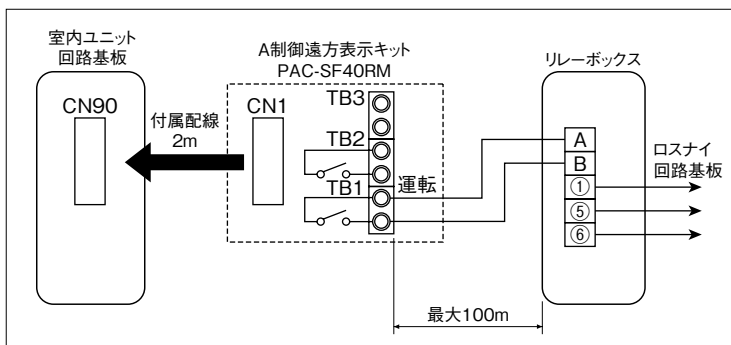 室内ユニット
回路基板
CN90
付属配線
2m
A制御遠方表示キット
PAC-SF40RM
CN1
TB3
TB2
TB1
運転
リレーボックス
A
B
①
⑤
⑥
ロスナイ
回路基板
最大100m